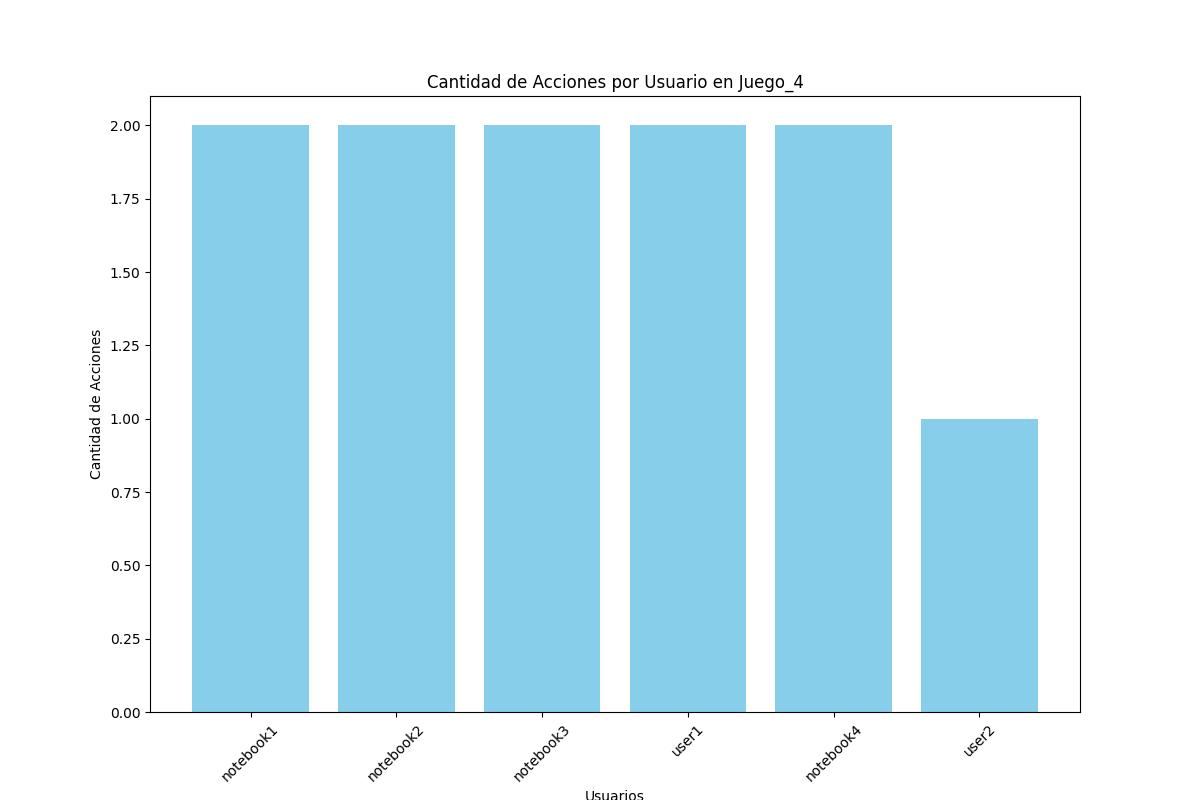 Cantidad de Acciones por Usuario en Juego_4
Cantidad de Acciones
2.00
1.75
1.50
1.25
1.00
0.75
0.50
0.25
0.00
notebook1
notebook2
notebook3
user1
notebook4
user2
Usuarios